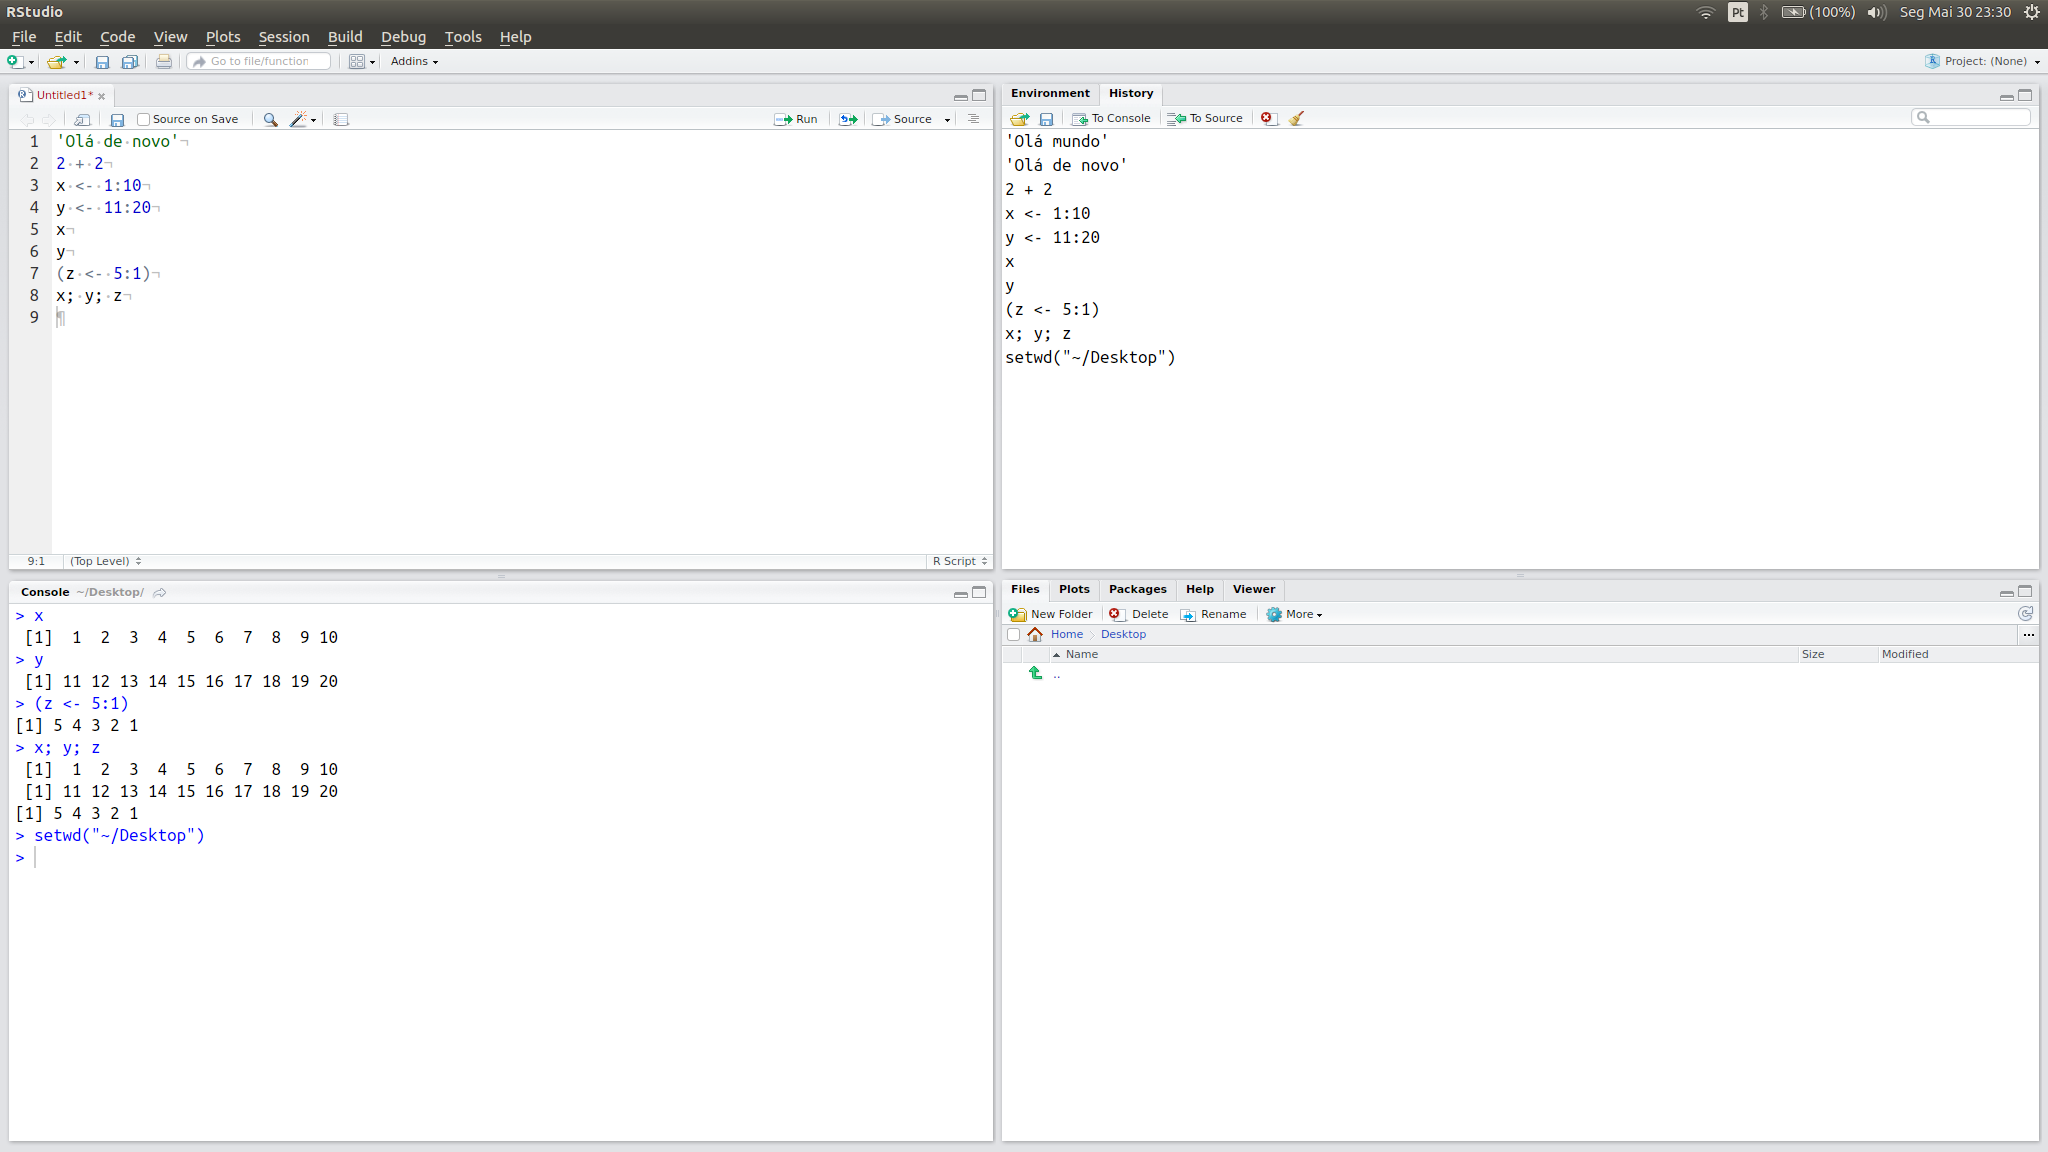 RStudio
Pt (100%) Seg Mai 30 23:30
File Edit Code View Plots Session Build Debug Tools Help
Go to file/function Addins Project: (None)
Untitled1*
Source on Save Run Source
1 'Olá de novo'
2 2 + 2
3 x <- 1:10
4 y <- 11:20
5 x
6 y
7 (z <- 5:1)
8 x; y; z
9
9:1 (Top Level) R Script
Console ~/Desktop/
> x
[1] 1 2 3 4 5 6 7 8 9 10
> y
[1] 11 12 13 14 15 16 17 18 19 20
> (z <- 5:1)
[1] 5 4 3 2 1
> x; y; z
[1] 1 2 3 4 5 6 7 8 9 10
[1] 11 12 13 14 15 16 17 18 19 20
[1] 5 4 3 2 1
> setwd("~/Desktop")
>
Environment History
To Console To Source
'Olá mundo'
'Olá de novo'
2 + 2
x <- 1:10
y <- 11:20
x
y
(z <- 5:1)
x; y; z
setwd("~/Desktop")
Files Plots Packages Help Viewer
New Folder Delete Rename More
Home Desktop ...
Name Size Modified
..